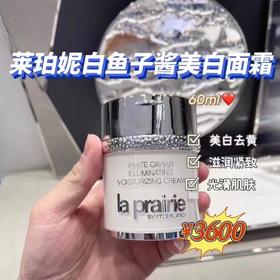 莱珀妮白鱼子酱美白面霜
60ml❤️
✓美白去黄
✓滋润紧致
✓光滑肌肤
WHITE CAVIAR
ILLUMINATING
MOISTURIZING CREAM
la prairie
SWITZERLAND
¥3600